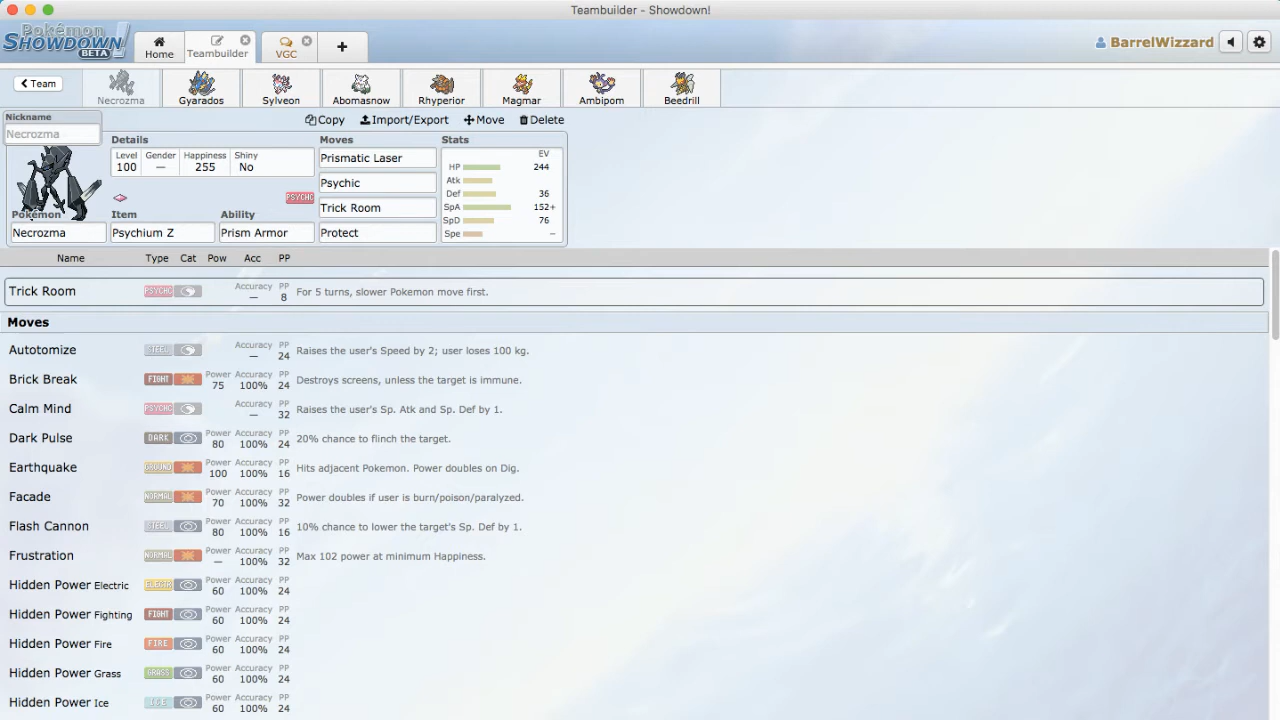 Teambuilder - Showdown!
Pokémon
SHOWDOWN!
BETA
Home
Teambuilder
VGC
BarrelWizzard
Team
Necrozma
Gyarados
Sylveon
Abomasnow
Rhyperior
Magmar
Ambipom
Beedrill
Nickname
Necrozma
Copy
Import/Export
Move
Delete
Details
Moves
Stats
Level
Gender
Happiness
Shiny
100
—
255
No
PSYCHC
Pokémon
Item
Ability
Necrozma
Psychium Z
Prism Armor
Prismatic Laser
Psychic
Trick Room
Protect
EV
HP 244
Atk
Def 36
SpA 152+
SpD 76
Spe –
Name Type Cat Pow Acc PP
Trick Room PSYCHC Accuracy — PP 8 For 5 turns, slower Pokemon move first.
Moves
Autotomize STEEL Accuracy — PP 24 Raises the user's Speed by 2; user loses 100 kg.
Brick Break FIGHT Power 75 Accuracy 100% PP 24 Destroys screens, unless the target is immune.
Calm Mind PSYCHC Accuracy — PP 32 Raises the user's Sp. Atk and Sp. Def by 1.
Dark Pulse DARK Power 80 Accuracy 100% PP 24 20% chance to flinch the target.
Earthquake GROUND Power 100 Accuracy 100% PP 16 Hits adjacent Pokemon. Power doubles on Dig.
Facade NORMAL Power 70 Accuracy 100% PP 32 Power doubles if user is burn/poison/paralyzed.
Flash Cannon STEEL Power 80 Accuracy 100% PP 16 10% chance to lower the target's Sp. Def by 1.
Frustration NORMAL Power — Accuracy 100% PP 32 Max 102 power at minimum Happiness.
Hidden Power Electric ELECTR Power 60 Accuracy 100% PP 24
Hidden Power Fighting FIGHT Power 60 Accuracy 100% PP 24
Hidden Power Fire FIRE Power 60 Accuracy 100% PP 24
Hidden Power Grass GRASS Power 60 Accuracy 100% PP 24
Hidden Power Ice ICE Power 60 Accuracy 100% PP 24